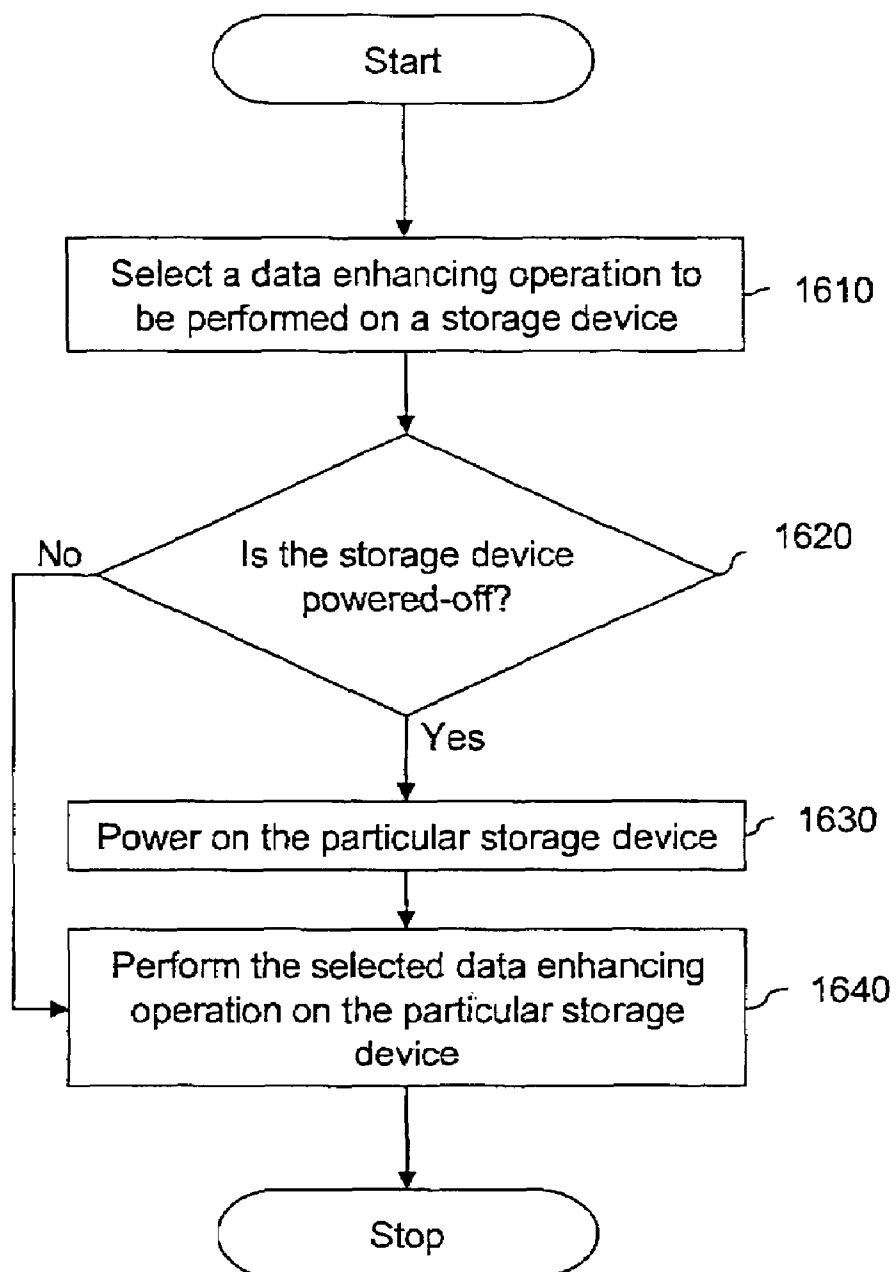 Start
Select a data enhancing operation to
be performed on a storage device
1610
Is the storage device
powered-off?
1620
No
Yes
Power on the particular storage device
1630
Perform the selected data enhancing
operation on the particular storage
device
1640
Stop